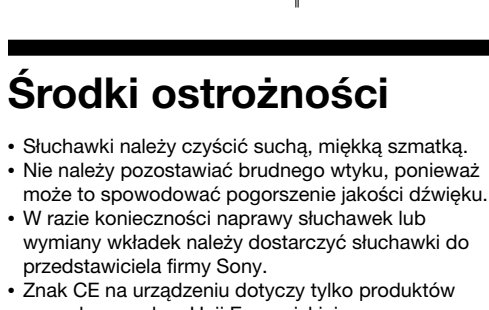 Środki ostrożności
• Słuchawki należy czyścić suchą, miękką szmatką.
• Nie należy pozostawiać brudnego wtyku, ponieważ
może to spowodować pogorszenie jakości dźwięku.
• W razie konieczności naprawy słuchawek lub
wymiany wkładek należy dostarczyć słuchawki do
przedstawiciela firmy Sony.
• Znak CE na urządzeniu dotyczy tylko produktów